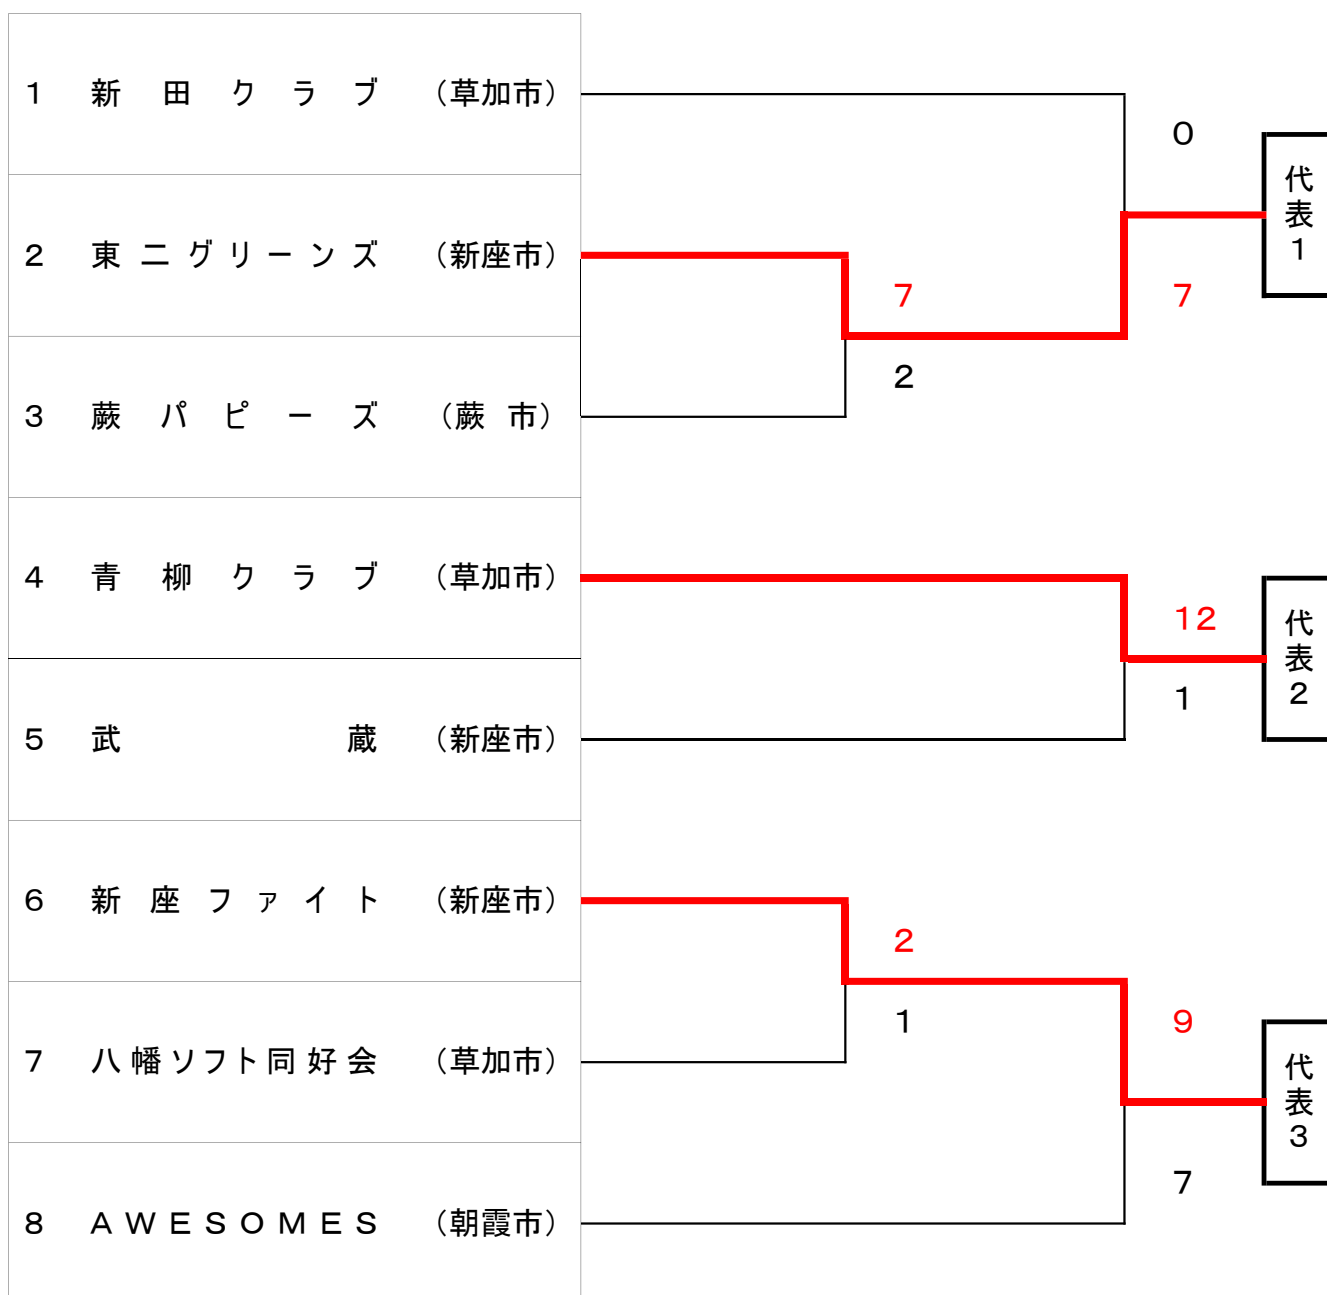 1 新田クラブ (草加市)
0
代表1
2 東ニグリーンズ (新座市)
7
7
2
3 蕨パピーズ (蕨 市)
4 青柳クラブ (草加市)
12
代表2
1
5 武蔵 (新座市)
6 新座ファイト (新座市)
2
1
9
代表3
7 八幡ソフト同好会 (草加市)
7
8 AWESOMES (朝霞市)